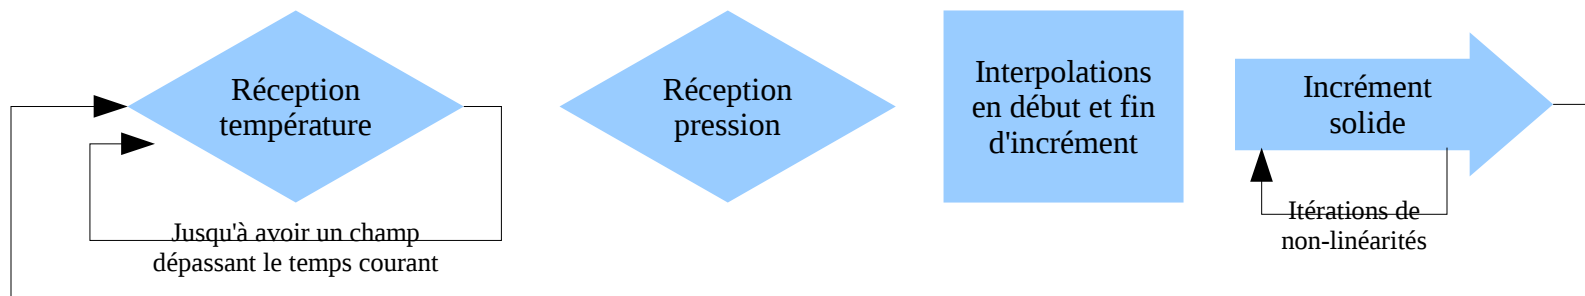 Réception
température
Jusqu'à avoir un champ
dépassant le temps courant
Réception
pression
Interpolations
en début et fin
d'incrément
Incrément
solide
Itérations de
non-linéarités